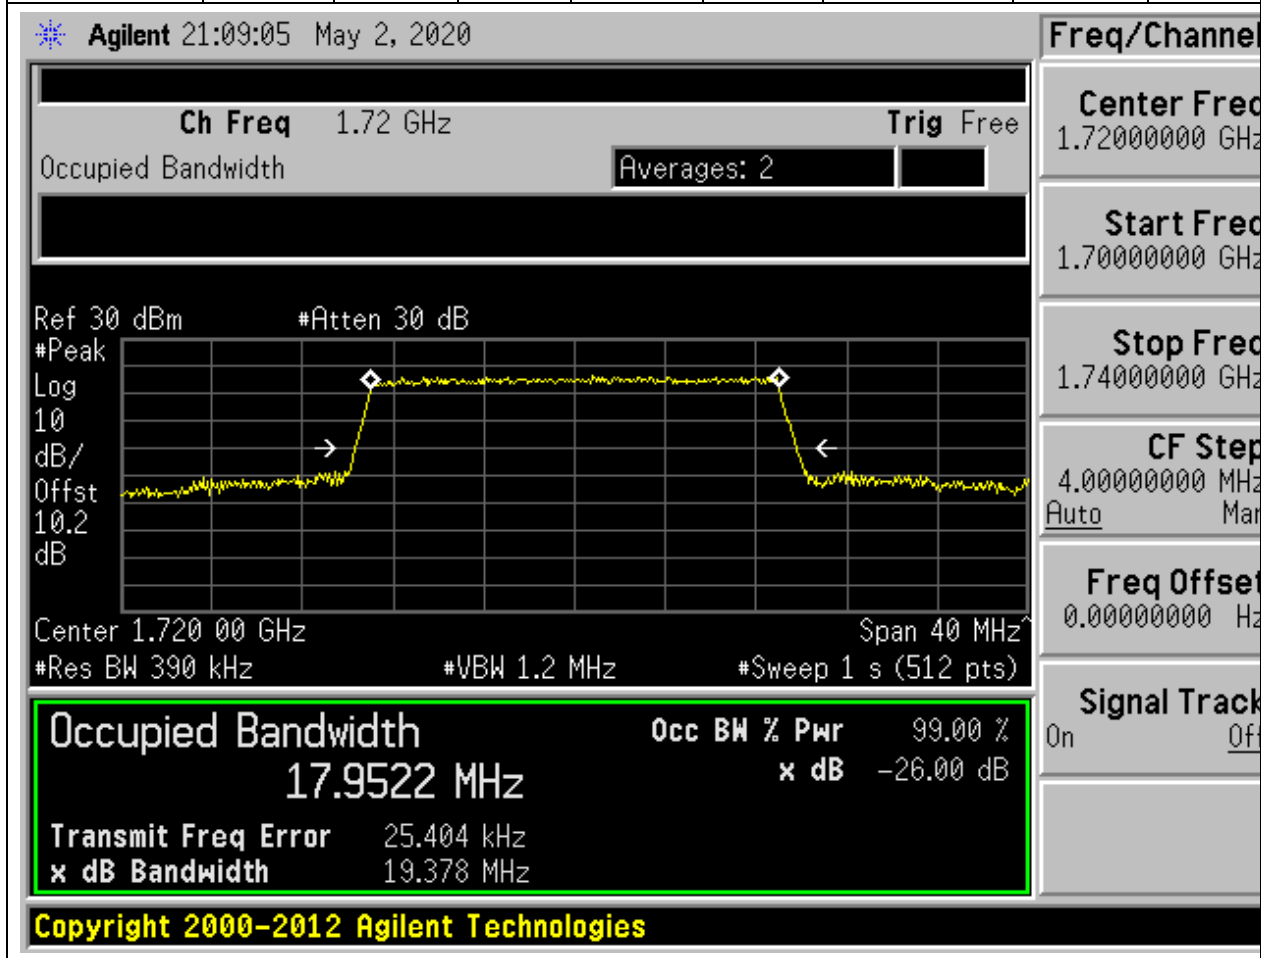 Agilent 21:09:05 May 2, 2020
Freq/Channel
Ch Freq 1.72 GHz Trig Free
Occupied Bandwidth Averages: 2
Ref 30 dBm #Atten 30 dB
#Peak
Log
10
dB/
Offst
10.2
dB
Center 1.720 00 GHz Span 40 MHz^
#Res BW 390 kHz #VBW 1.2 MHz #Sweep 1 s (512 pts)
Occupied Bandwidth
17.9522 MHz
Occ BW % Pwr 99.00 %
x dB -26.00 dB
Transmit Freq Error 25.404 kHz
x dB Bandwidth 19.378 MHz
Center Freq
1.72000000 GHz
Start Freq
1.70000000 GHz
Stop Freq
1.74000000 GHz
CF Step
4.00000000 MHz
Auto Man
Freq Offset
0.00000000 Hz
Signal Track
On Off
Copyright 2000-2012 Agilent Technologies